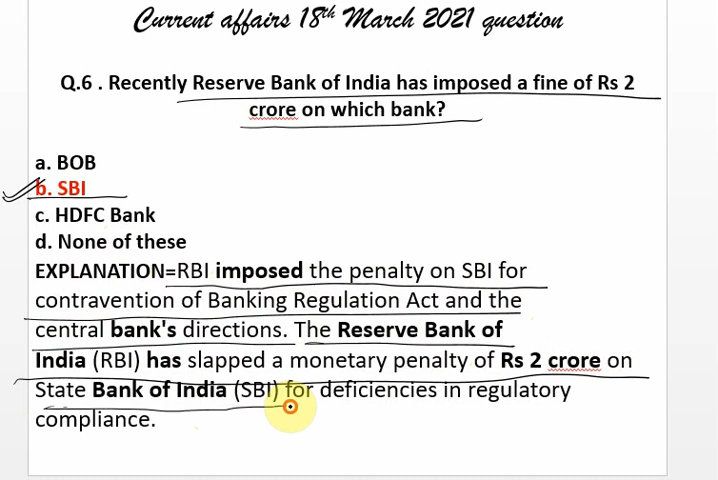 Current affairs 18th March 2021 question
Q.6 . Recently Reserve Bank of India has imposed a fine of Rs 2
crore on which bank?
a. BOB
b. SBI
c. HDFC Bank
d. None of these
EXPLANATION=RBI imposed the penalty on SBI for
contravention of Banking Regulation Act and the
central bank's directions. The Reserve Bank of
India (RBI) has slapped a monetary penalty of Rs 2 crore on
State Bank of India (SBI) for deficiencies in regulatory
compliance.